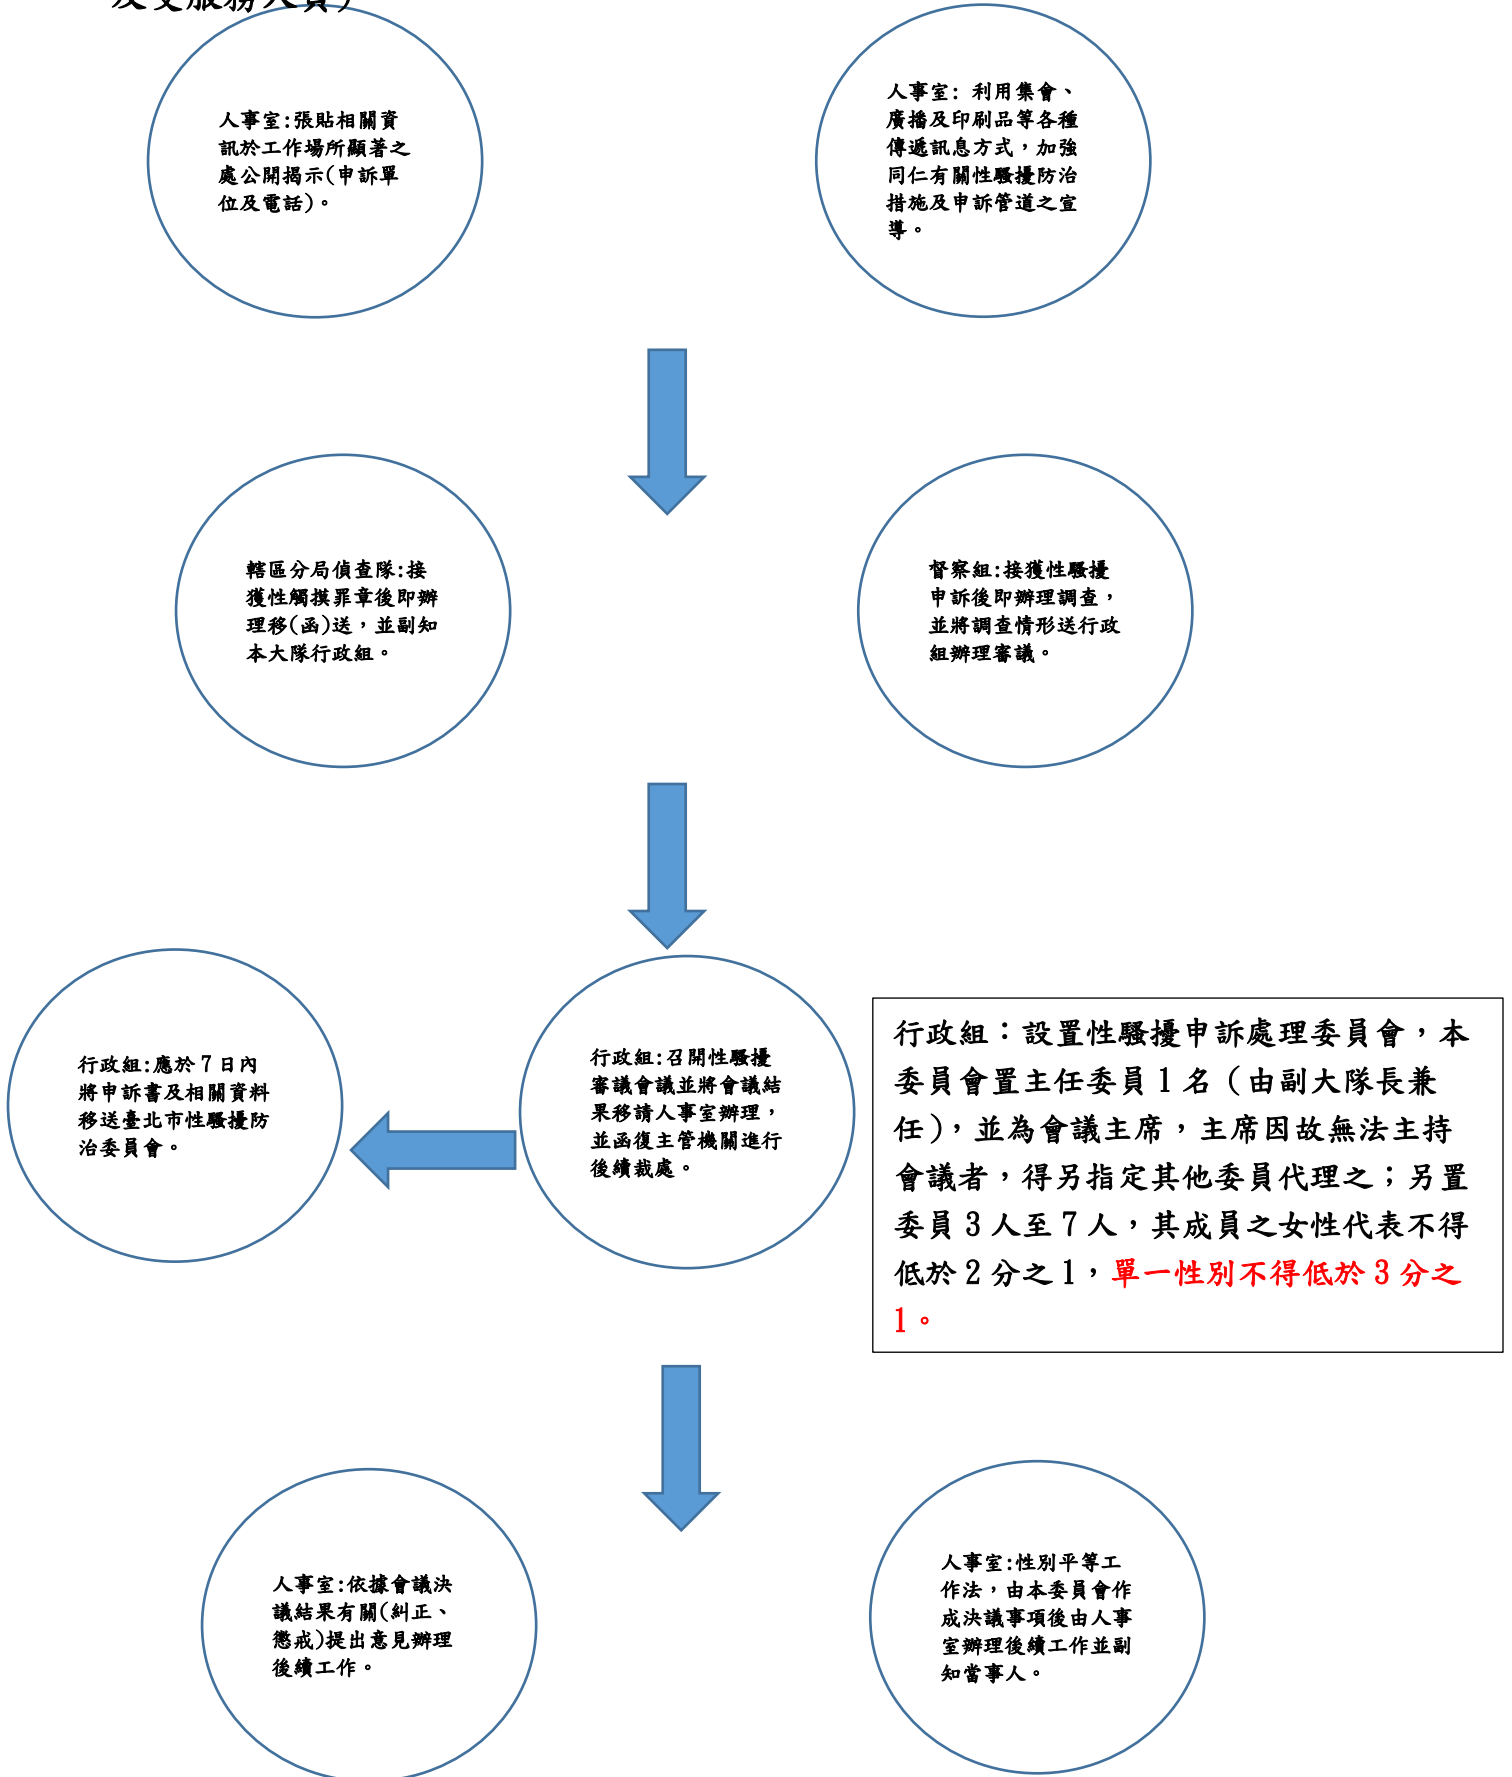 及受服務人員)
人事室:張貼相關資
訊於工作場所顯著之
處公開揭示(申訴單
位及電話)。
人事室: 利用集會、
廣播及印刷品等各種
傳遞訊息方式，加強
同仁有關性騷擾防治
措施及申訴管道之宣
導。
轄區分局偵查隊:接
獲性觸摸罪章後即辦
理移(函)送，並副知
本大隊行政組。
督察組:接獲性騷擾
申訴後即辦理調查，
並將調查情形送行政
組辦理審議。
行政組:應於7日內
將申訴書及相關資料
移送臺北市性騷擾防
治委員會。
行政組:召開性騷擾
審議會議並將會議結
果移請人事室辦理，
並函復主管機關進行
後續裁處。
行政組：設置性騷擾申訴處理委員會，本
委員會置主任委員1名（由副大隊長兼
任），並為會議主席，主席因故無法主持
會議者，得另指定其他委員代理之；另置
委員3人至7人，其成員之女性代表不得
低於2分之1，單一性別不得低於3分之
1。
人事室:依據會議決
議結果有關(糾正、
懲戒)提出意見辦理
後續工作。
人事室:性別平等工
作法，由本委員會作
成決議事項後由人事
室辦理後續工作並副
知當事人。